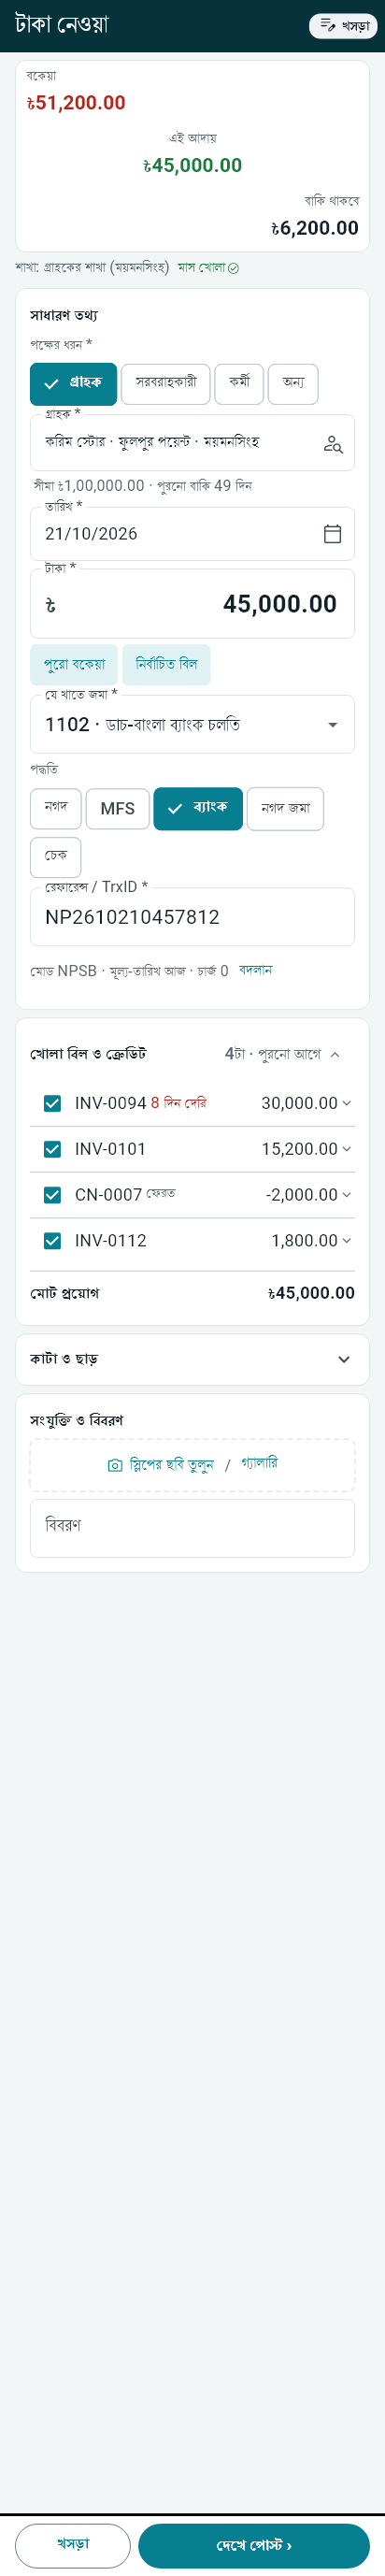 টাকা নেওয়া
খসড়া
বকেয়া
৳51,200.00
এই আদায়
৳45,000.00
বাকি থাকবে
৳6,200.00
শাখা: গ্রাহকের শাখা (ময়মনসিংহ) মাস খোলা
সাধারণ তথ্য
পক্ষের ধরন *
গ্রাহক সরবরাহকারী কর্মী অন্য
গ্রাহক *
করিম স্টোর · ফুলপুর পয়েন্ট · ময়মনসিংহ
সীমা ৳1,00,000.00 · পুরনো বাকি 49 দিন
তারিখ *
21/10/2026
টাকা *
৳ 45,000.00
পুরো বকেয়া নির্বাচিত বিল
যে খাতে জমা *
1102 · ডাচ-বাংলা ব্যাংক চলতি
পদ্ধতি
নগদ MFS ব্যাংক নগদ জমা
চেক
রেফারেন্স / TrxID *
NP2610210457812
মোড NPSB · মূল্য-তারিখ আজ · চার্জ 0 বদলান
খোলা বিল ও ক্রেডিট 4টা · পুরনো আগে
INV-0094 8 দিন দেরি 30,000.00
INV-0101 15,200.00
CN-0007 ফেরত -2,000.00
INV-0112 1,800.00
মোট প্রয়োগ ৳45,000.00
কাটা ও ছাড়
সংযুক্তি ও বিবরণ
স্লিপের ছবি তুলুন / গ্যালারি
বিবরণ
খসড়া দেখে পোস্ট ›